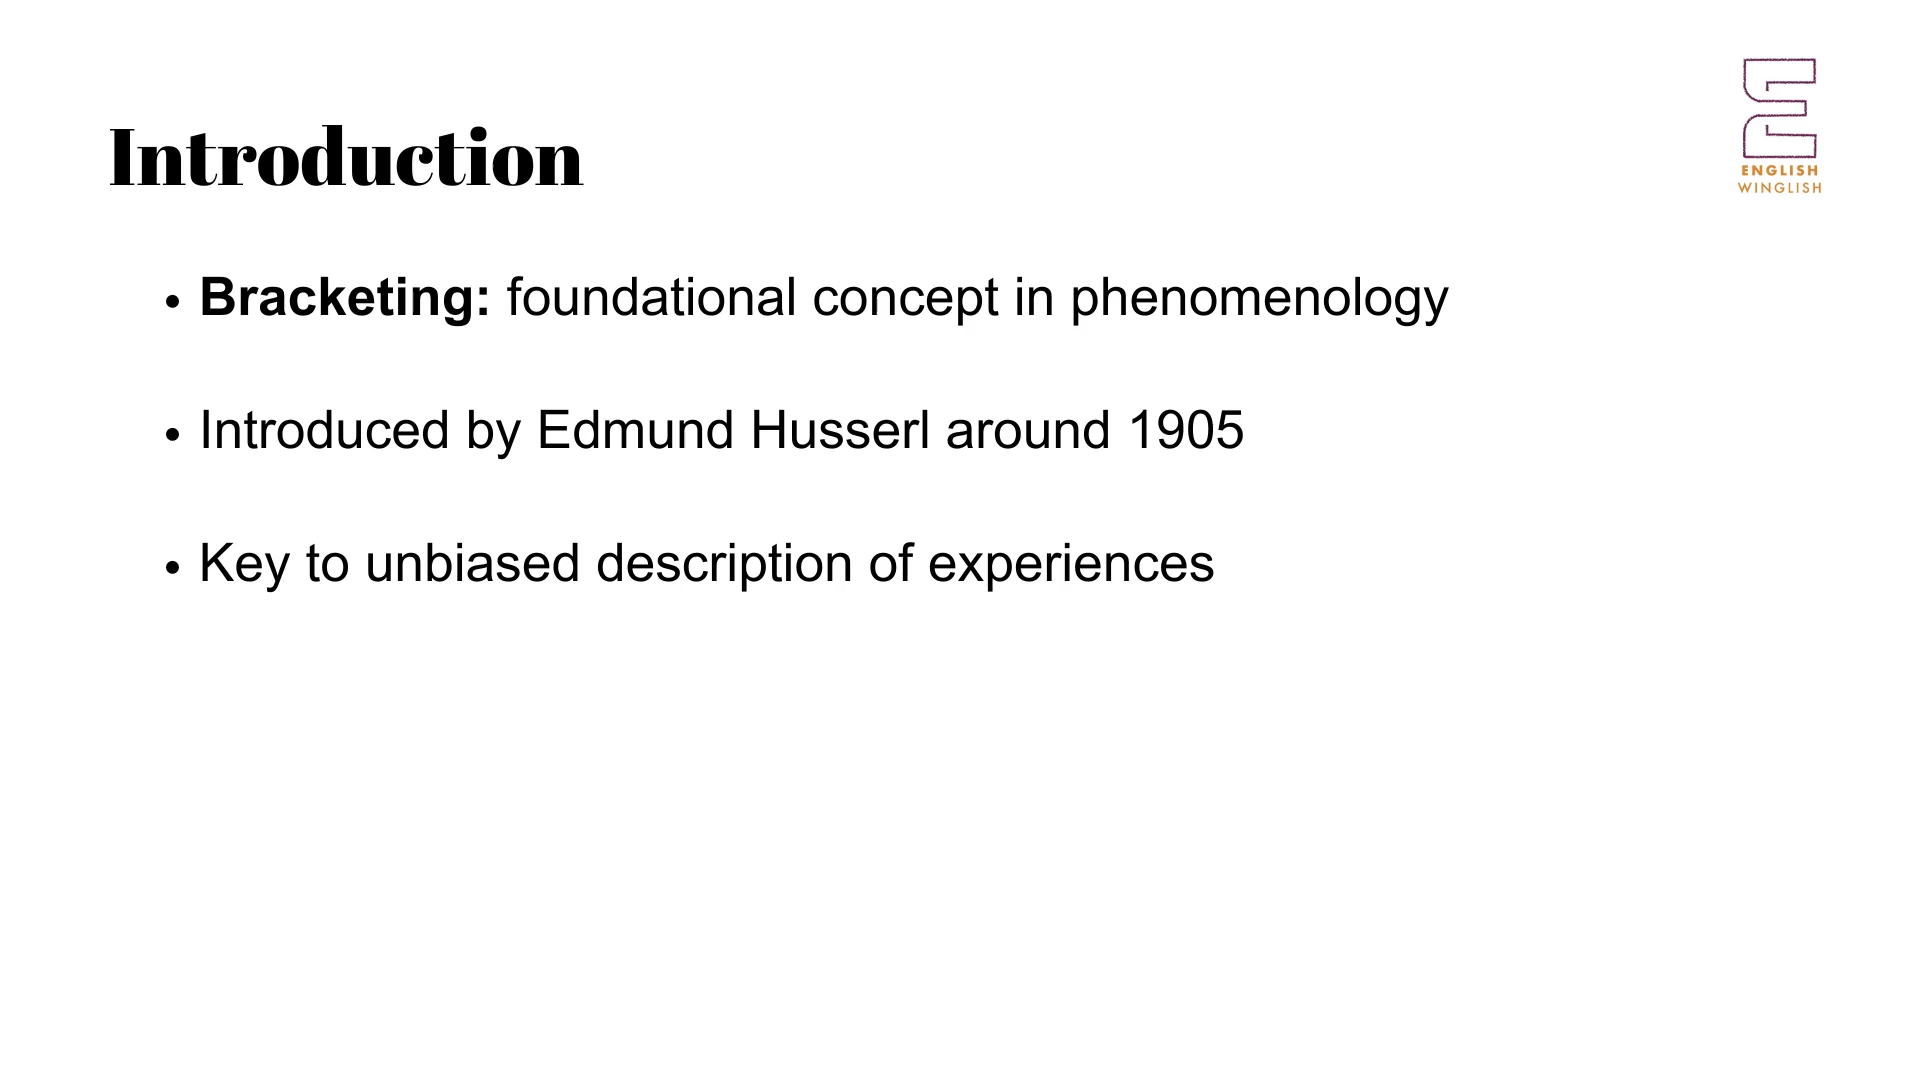 ENGLISH
WINGLISH
Introduction
• Bracketing: foundational concept in phenomenology
• Introduced by Edmund Husserl around 1905
• Key to unbiased description of experiences